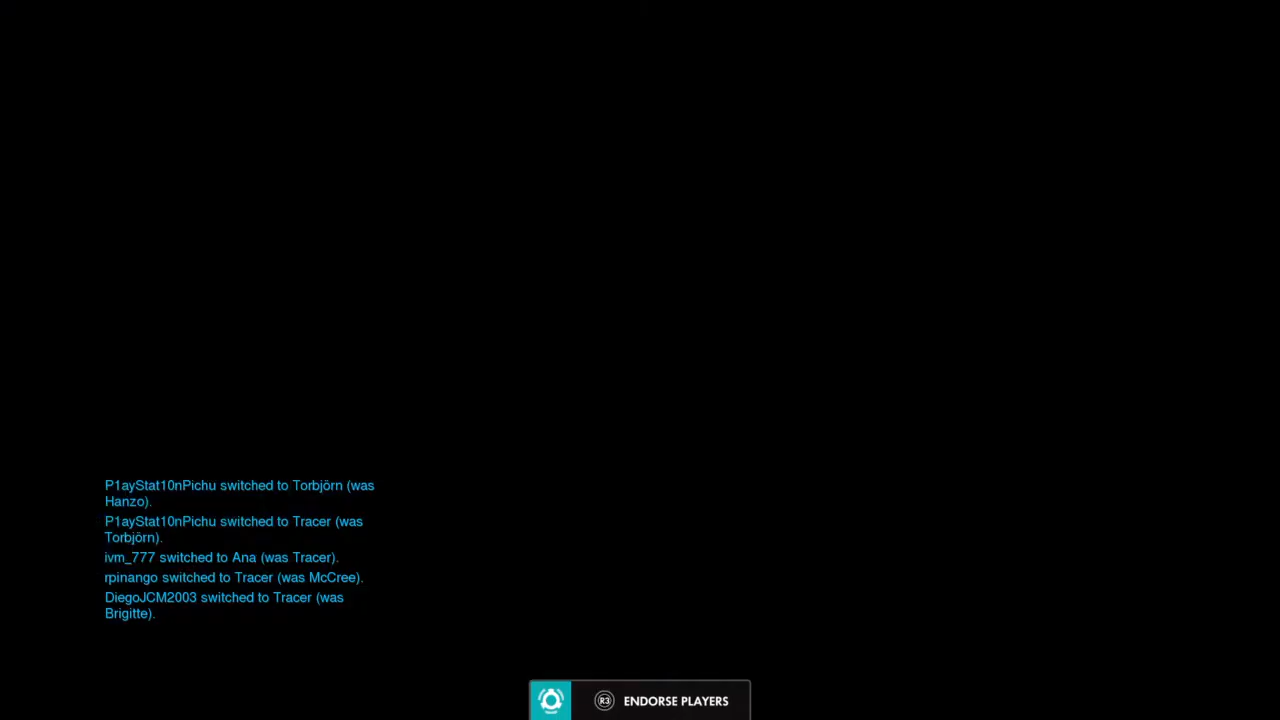 P1ayStat10nPichu switched to Torbjörn (was
Hanzo).
P1ayStat10nPichu switched to Tracer (was
Torbjörn).
ivm_777 switched to Ana (was Tracer).
rpinango switched to Tracer (was McCree).
DiegoJCM2003 switched to Tracer (was
Brigitte).
R3 ENDORSE PLAYERS